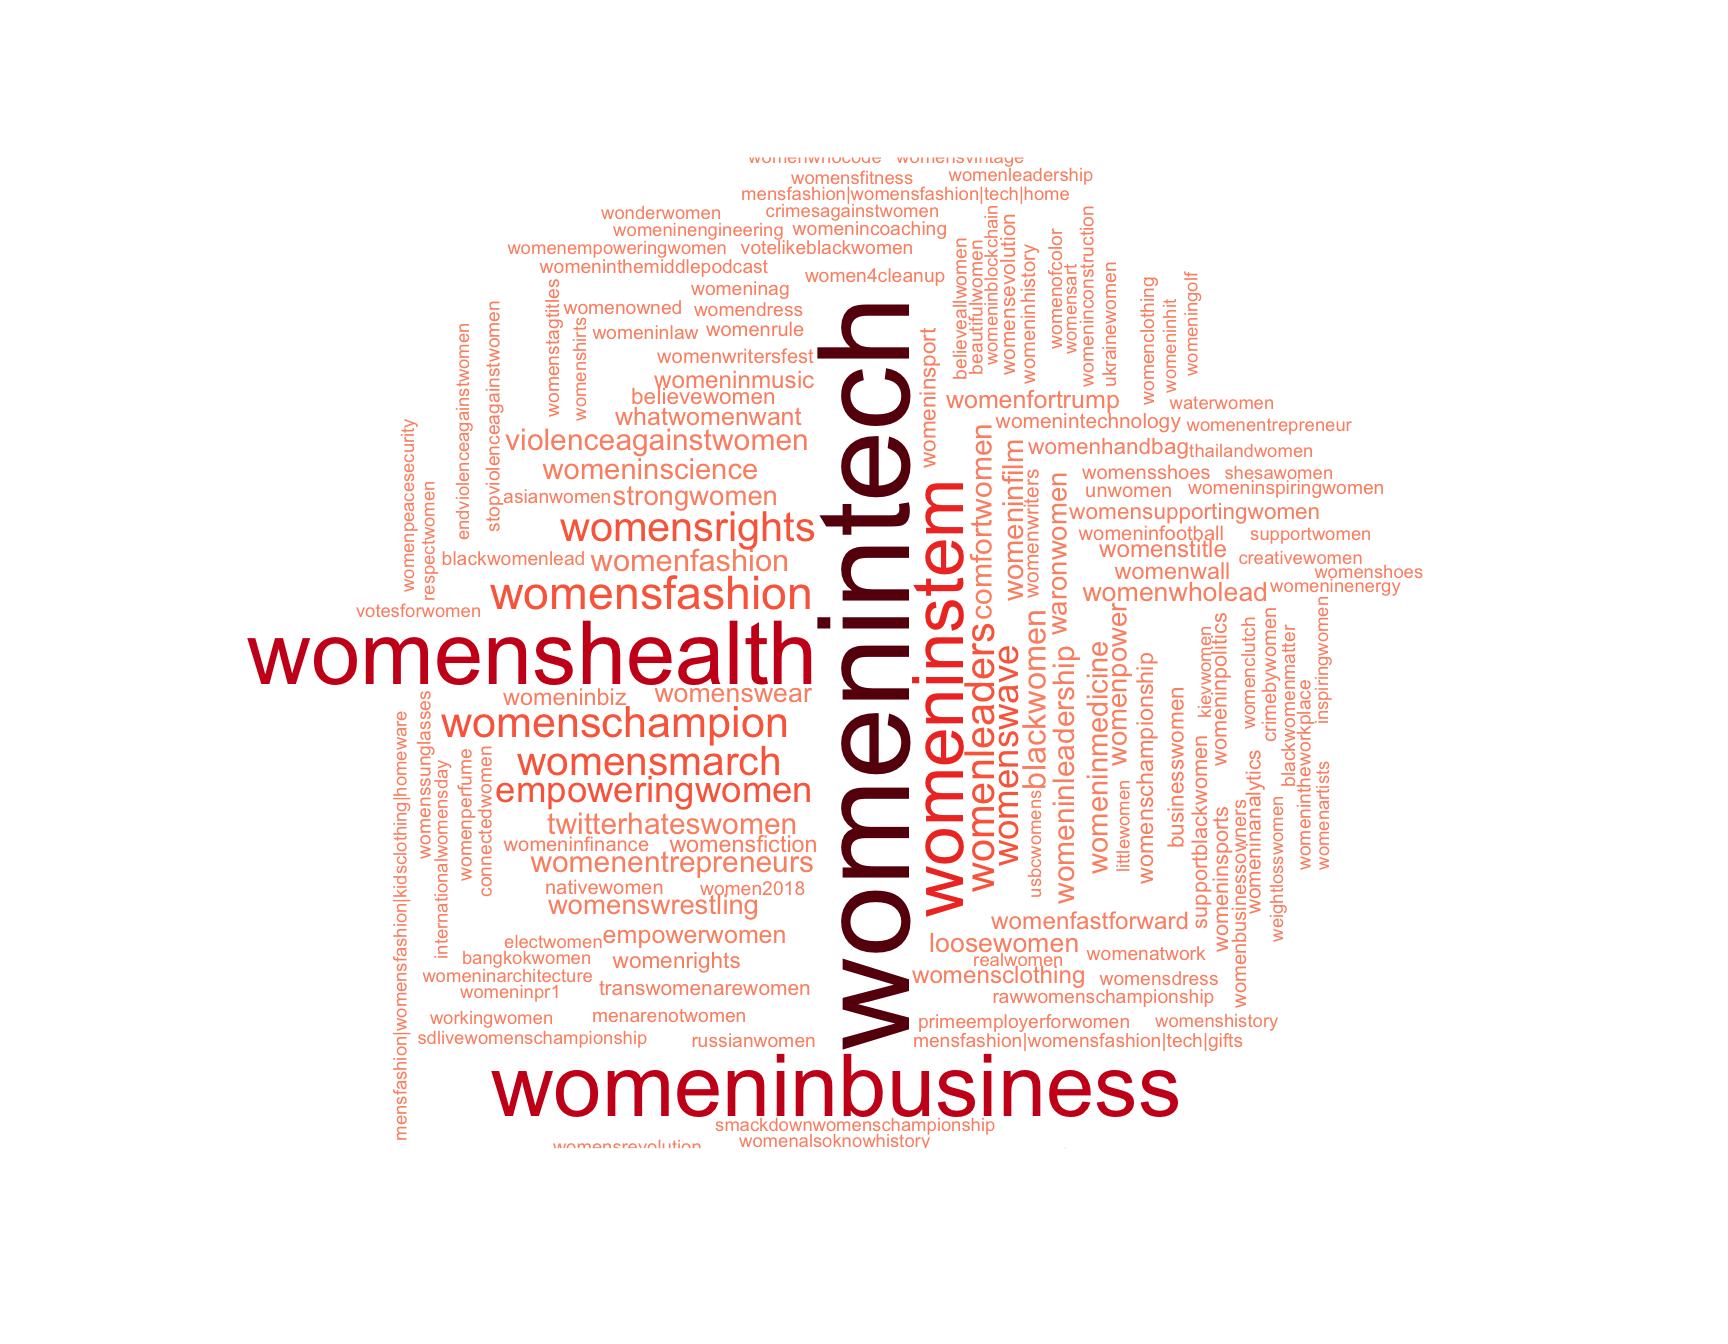 womenwhocode
womensvintage
womensfitness
womenleadership
mensfashion|womensfashion|tech|home
wonderwomen
crimesagainstwomen
womeninengineering
womenincoaching
womenempoweringwomen
votelikeblackwomen
womeninthemiddlepodcast
women4cleanup
womeninag
womenowned
womendress
womeninlaw
womenrule
womenwritersfest
womeninmusic
believewomen
whatwomenwant
violenceagainstwomen
womeninscience
asianwomen
strongwomen
womensrights
blackwomenlead
womenfashion
womensfashion
votesforwomen
womenshealth
womeninbiz
womenswear
womenschampion
womensmarch
empoweringwomen
twitterhateswomen
womeninfinance
womensfiction
womenentrepreneurs
nativewomen
women2018
womenswrestling
electwomen
empowerwomen
bangkokwomen
womenrights
womeninarchitecture
womeninpr1
transwomenarewomen
workingwomen
menarenotwomen
sdlivewomenschampionship
russianwomen
womenstagtitles
womenshirts
endviolenceagainstwomen
stopviolenceagainstwomen
womenpeacesecurity
respectwomen
mensfashion|womensfashion|kidsclothing|homeware
womenssunglasses
internationalwomensday
womenperfume
connectedwomen
womenintech
womeninstem
womeninsport
believeallwomen
beautifulwomen
womeninblockchain
womensevolution
womeninhistory
womenofcolor
womensart
womeninconstruction
ukrainewomen
womenclothing
womeninhit
womeningolf
womenfortrump
waterwomen
womenintechnology
womenentrepreneur
womenhandbag
thailandwomen
womensshoes
shesawomen
unwomen
womeninspiringwomen
womensupportingwomen
womeninfootball
supportwomen
womenstitle
creativewomen
womenwall
womenshoes
womenwholead
womeninenergy
comfortwomen
womeninfilm
womenwriters
waronwomen
womenleaders
womenswave
blackwomen
usbcwomens
womeninleadership
womeninmedicine
womenpower
littlewomen
womenschampionship
businesswomen
kievwomen
womeninpolitics
supportblackwomen
womeninsports
womenbusinessowners
womenclutch
womeninanalytics
crimebywomen
weightlosswomen
blackwomenmatter
womenintheworkplace
inspiringwomen
womenartists
womenfastforward
loosewomen
womenatwork
realwomen
womensclothing
womensdress
rawwomenschampionship
primeemployerforwomen
womenshistory
mensfashion|womensfashion|tech|gifts
womeninbusiness
smackdownwomenschampionship
womenalsoknowhistory
womensrevolution